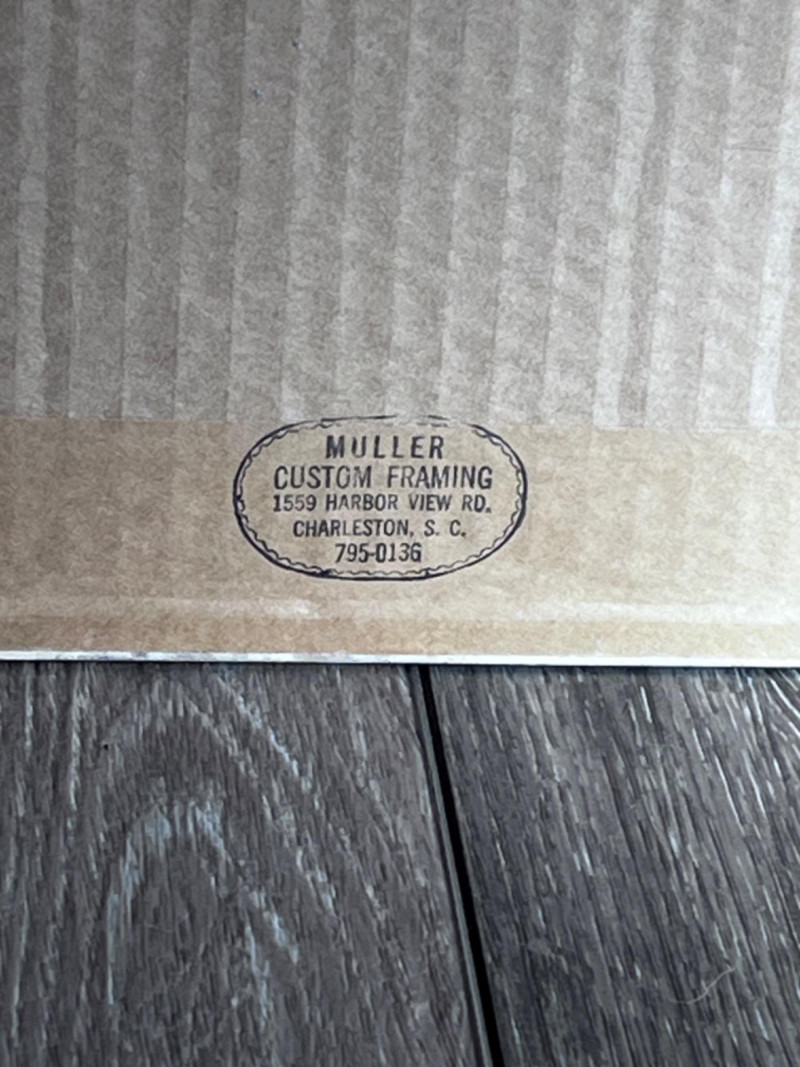 MULLER
CUSTOM FRAMING
1559 HARBOR VIEW RD.
CHARLESTON, S. C.
795-0136